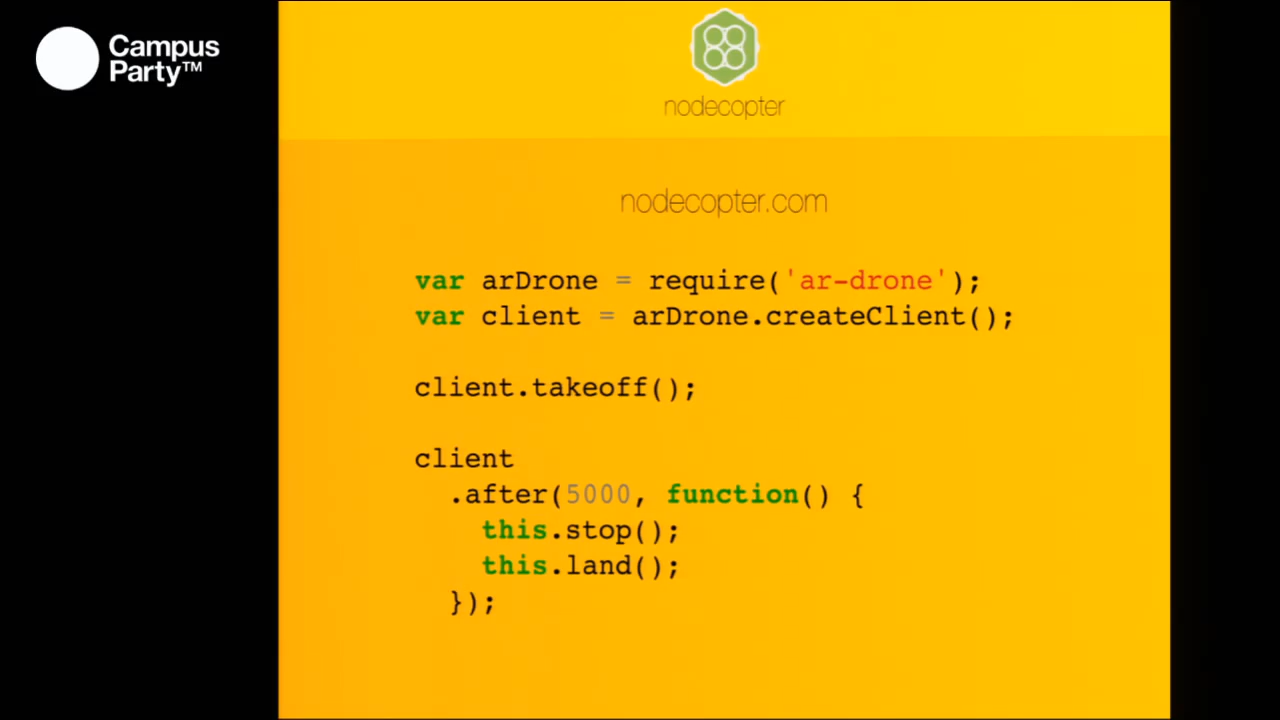 Campus
Party™
nodecopter
nodecopter.com
var arDrone = require('ar-drone');
var client = arDrone.createClient();
client.takeoff();
client
.after(5000, function() {
this.stop();
this.land();
});